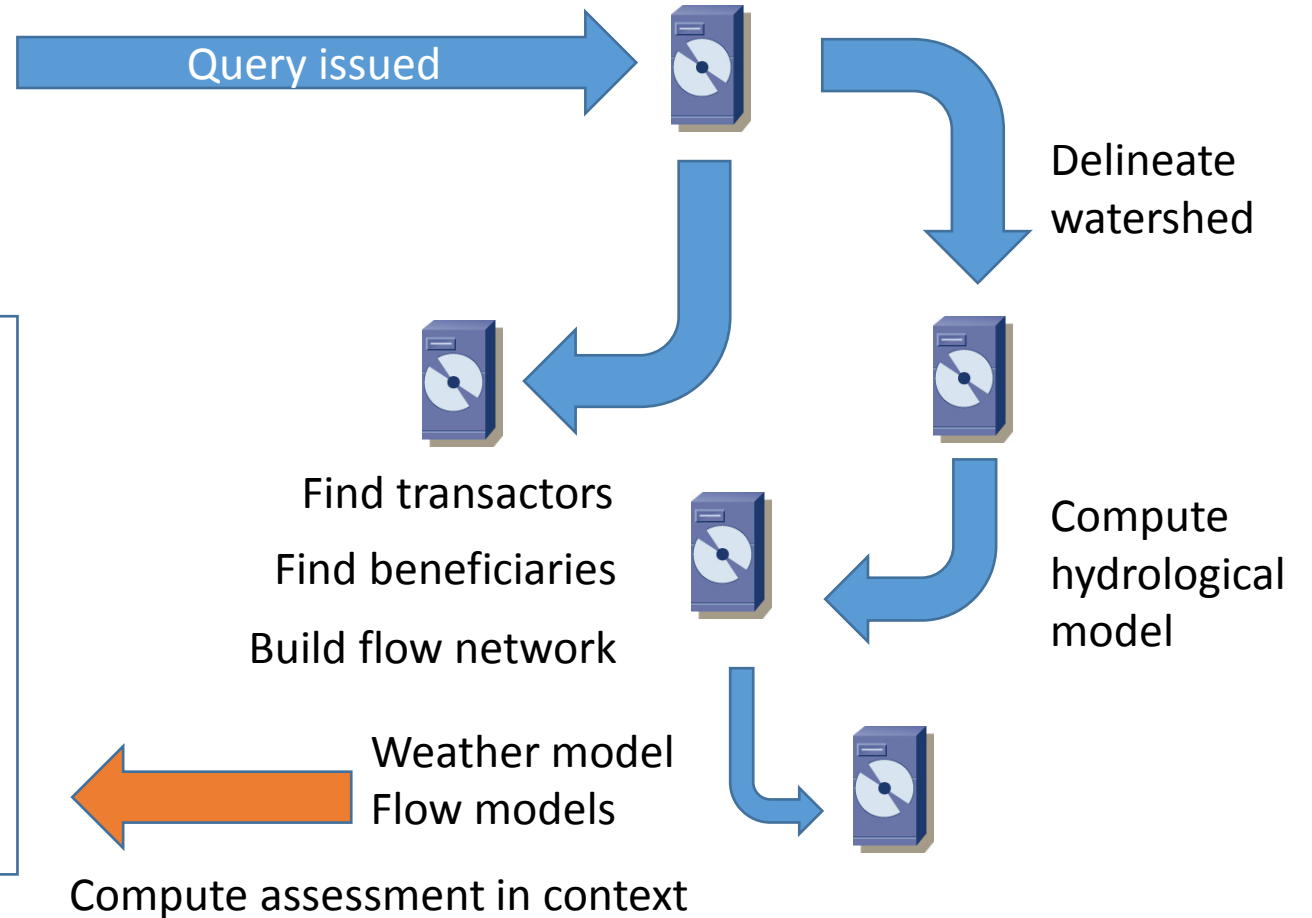 Query issued
Delineate
watershed
Find transactors
Find beneficiaries
Build flow network
Compute
hydrological
model
Weather model
Flow models
Compute assessment in context